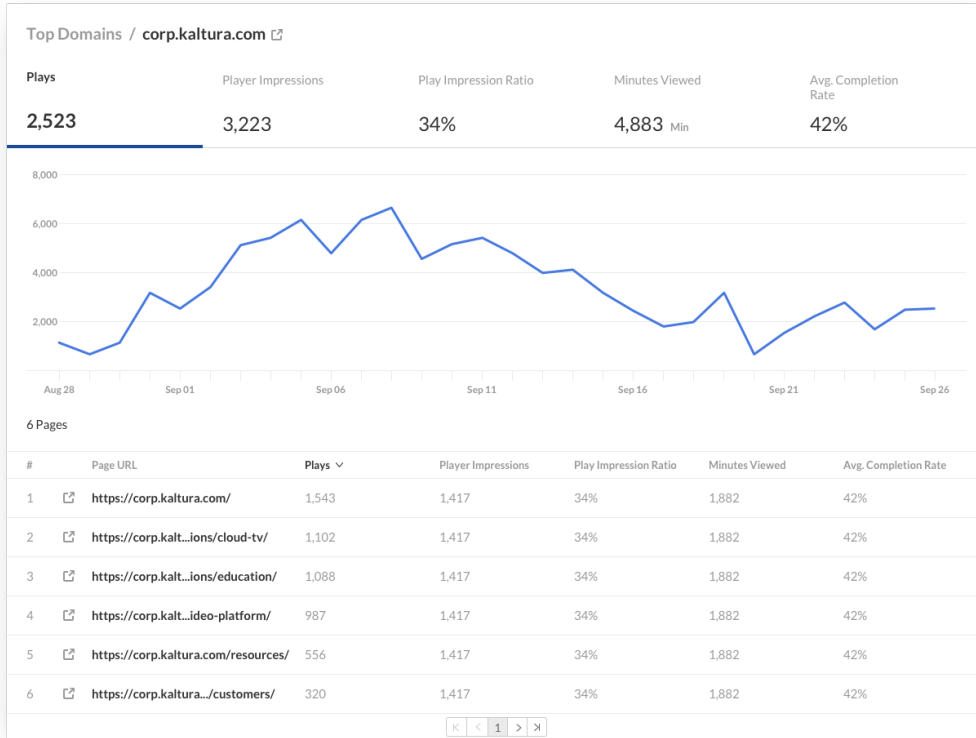 Top Domains / corp.kaltura.com
Plays Player Impressions Play Impression Ratio Minutes Viewed Avg. Completion Rate
2,523 3,223 34% 4,883 Min 42%
8,000
6,000
4,000
2,000
Aug 28 Sep 01 Sep 06 Sep 11 Sep 16 Sep 21 Sep 26
6 Pages
# Page URL Plays Player Impressions Play Impression Ratio Minutes Viewed Avg. Completion Rate
1 https://corp.kaltura.com/ 1,543 1,417 34% 1,882 42%
2 https://corp.kalt...ions/cloud-tv/ 1,102 1,417 34% 1,882 42%
3 https://corp.kalt...ions/education/ 1,088 1,417 34% 1,882 42%
4 https://corp.kalt...ideo-platform/ 987 1,417 34% 1,882 42%
5 https://corp.kaltura.com/resources/ 556 1,417 34% 1,882 42%
6 https://corp.kaltura.../customers/ 320 1,417 34% 1,882 42%
1